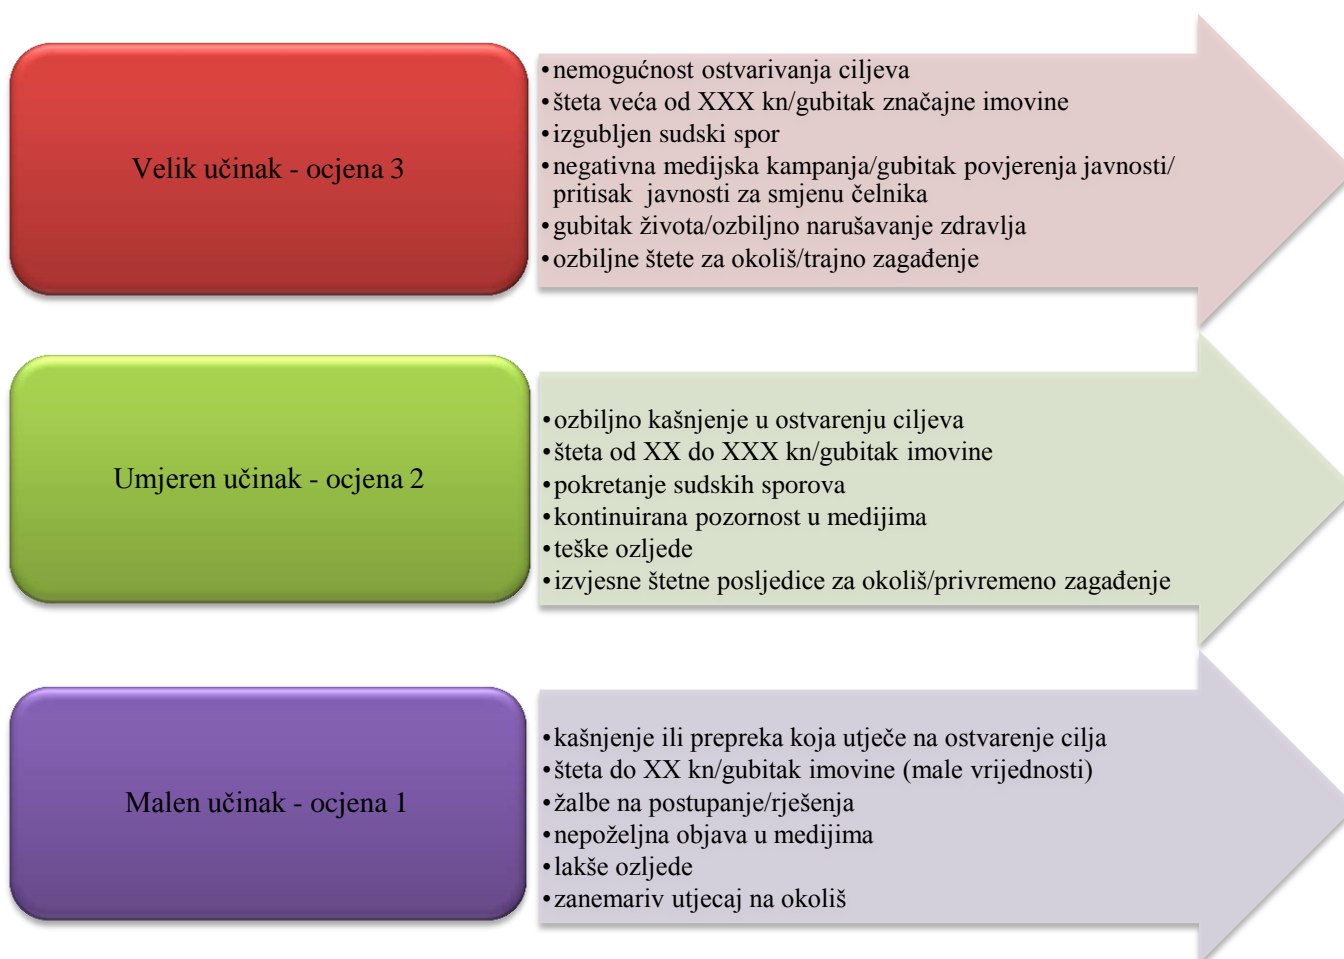 Velik učinak - ocjena 3
•nemogućnost ostvarivanja ciljeva
•šteta veća od XXX kn/gubitak značajne imovine
•izgubljen sudski spor
•negativna medijska kampanja/gubitak povjerenja javnosti/
pritisak  javnosti za smjenu čelnika
•gubitak života/ozbiljno narušavanje zdravlja
•ozbiljne štete za okoliš/trajno zagađenje
Umjeren učinak - ocjena 2
•ozbiljno kašnjenje u ostvarenju ciljeva
•šteta od XX do XXX kn/gubitak imovine
•pokretanje sudskih sporova
•kontinuirana pozornost u medijima
•teške ozljede
•izvjesne štetne posljedice za okoliš/privremeno zagađenje
Malen učinak - ocjena 1
•kašnjenje ili prepreka koja utječe na ostvarenje cilja
•šteta do XX kn/gubitak imovine (male vrijednosti)
•žalbe na postupanje/rješenja
•nepoželjna objava u medijima
•lakše ozljede
•zanemariv utjecaj na okoliš